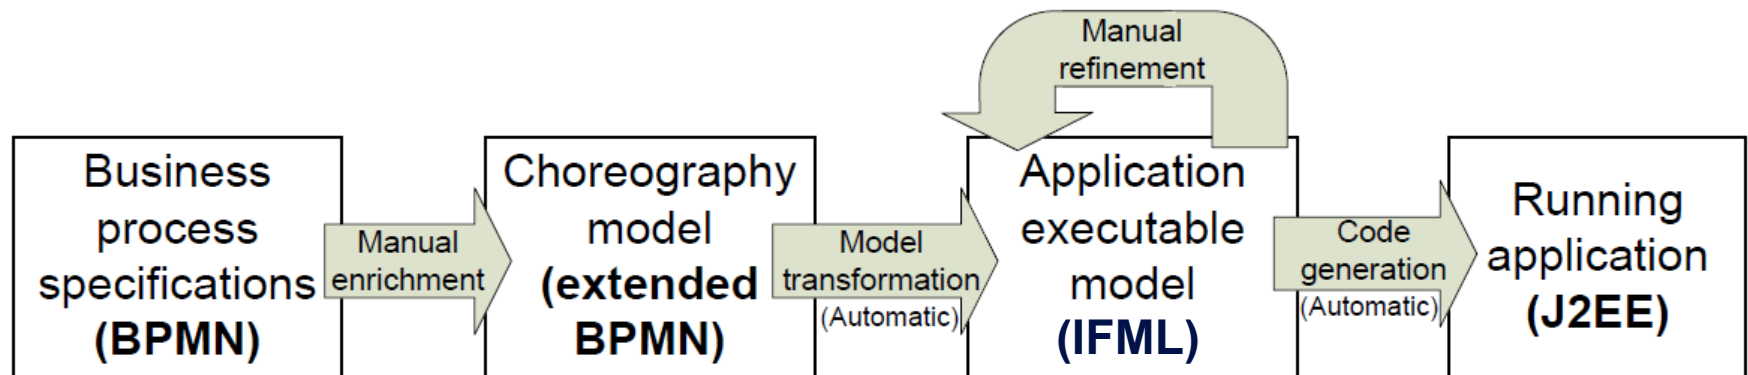 Manual
refinement
Business
process
specifications
(BPMN)
Manual
enrichment
Choreography
model
(extended
BPMN)
Model
transformation
(Automatic)
Application
executable
model
(IFML)
Code
generation
(Automatic)
Running
application
(J2EE)